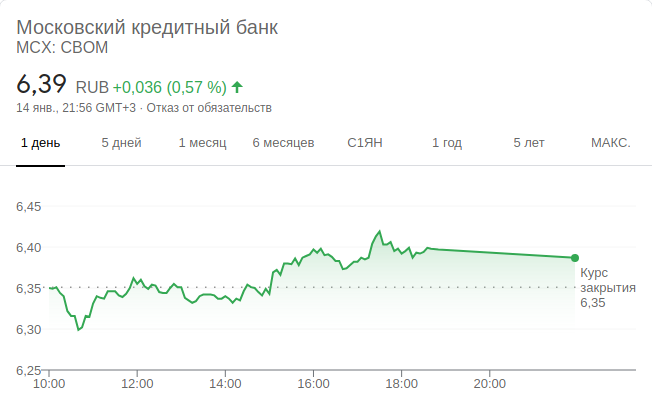 Московский кредитный банк
MCX: CBOM
6,39 RUB +0,036 (0,57 %)
14 янв., 21:56 GMT+3 · Отказ от обязательств
1 день 5 дней 1 месяц 6 месяцев С1ЯН 1 год 5 лет МАКС.
6,45
6,40
6,35
6,30
6,25
Курс
закрытия
6,35
10:00 12:00 14:00 16:00 18:00 20:00